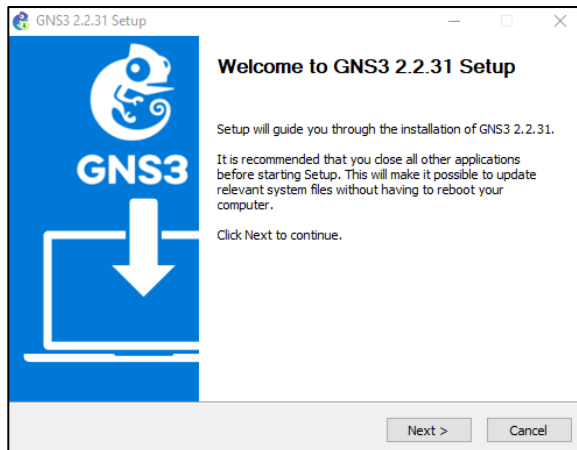 GNS3 2.2.31 Setup
Welcome to GNS3 2.2.31 Setup
Setup will guide you through the installation of GNS3 2.2.31.
It is recommended that you close all other applications
before starting Setup. This will make it possible to update
relevant system files without having to reboot your
computer.
Click Next to continue.
GNS3
Next >
Cancel